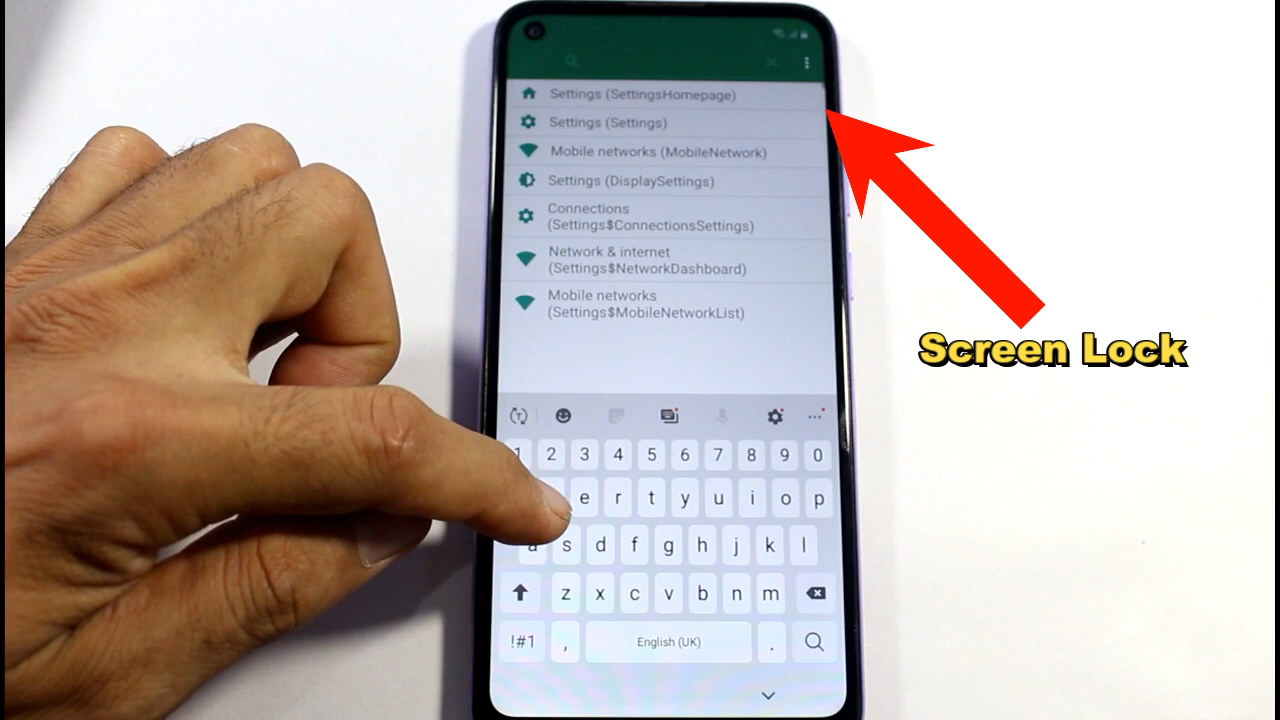 Settings (SettingsHomepage)
Settings (Settings)
Mobile networks (MobileNetwork)
Settings (DisplaySettings)
Connections
(Settings$ConnectionsSettings)
Network & internet
(Settings$NetworkDashboard)
Mobile networks
(Settings$MobileNetworkList)
Screen Lock
1 2 3 4 5 6 7 8 9 0
e r t y u i o p
a s d f g h j k l
z x c v b n m
!#1 , English (UK) .